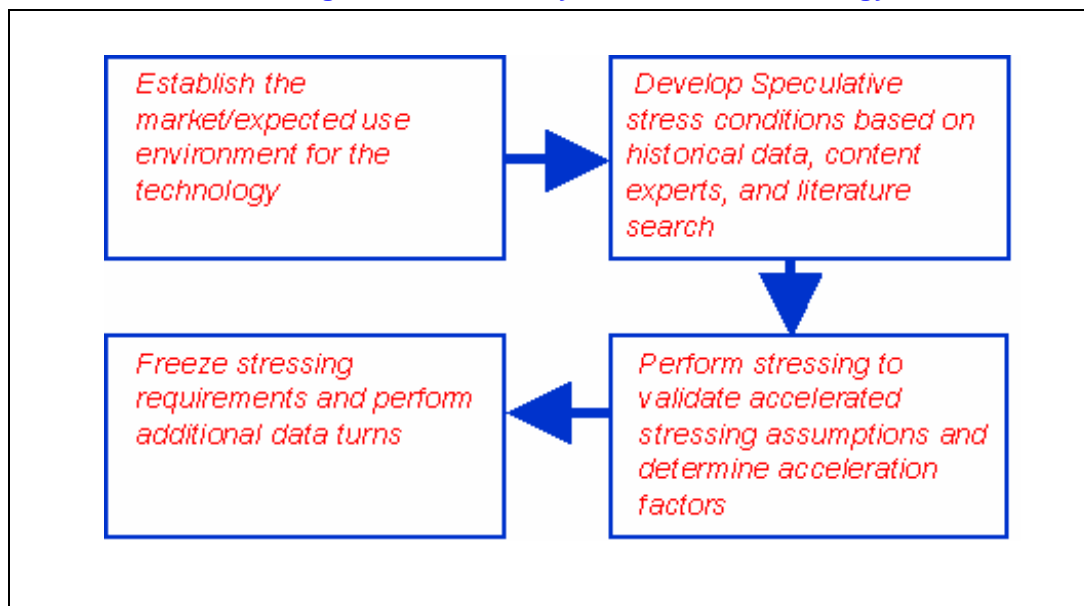 Establish the
market/expected use
environment for the
technology
Develop Speculative
stress conditions based on
historical data, content
experts, and literature
search
Perform stressing to
validate accelerated
stressing assumptions and
determine acceleration
factors
Freeze stressing
requirements and perform
additional data turns